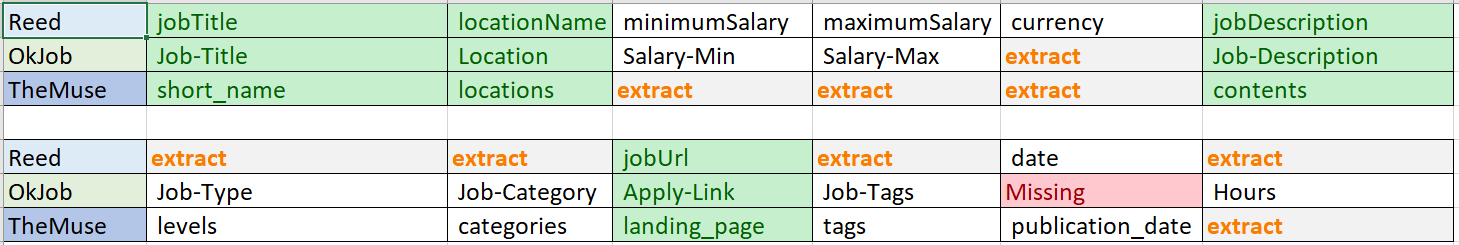 Reed jobTitle locationName minimumSalary maximumSalary currency jobDescription
OkJob Job-Title Location Salary-Min Salary-Max extract Job-Description
TheMuse short_name locations extract extract extract contents
Reed extract extract jobUrl extract date extract
OkJob Job-Type Job-Category Apply-Link Job-Tags Missing Hours
TheMuse levels categories landing_page tags publication_date extract